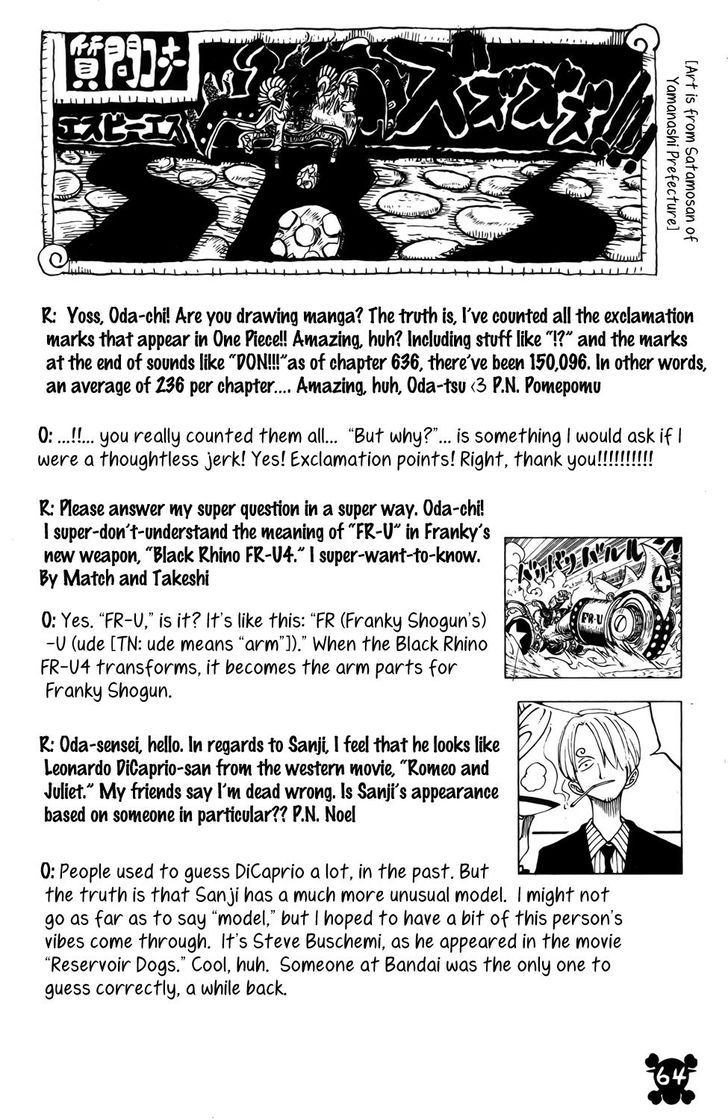 質問コーナー
エスビーエス
ズズズズ!!!
[Art is from Satamosan of
Yamanashi Prefecture]
R: Yoss, Oda-chi! Are you drawing manga? The truth is, I've counted all the exclamation
marks that appear in One Piece!! Amazing, huh? Including stuff like "!?" and the marks
at the end of sounds like "DON!!!"as of chapter 636, there've been 150,096. In other words,
an average of 236 per chapter.... Amazing, huh, Oda-tsu <3 P.N. Pomepomu
O: ...!!... you really counted them all... "But why?"... is something I would ask if I
were a thoughtless jerk! Yes! Exclamation points! Right, thank you!!!!!!!!!!
R: Please answer my super question in a super way. Oda-chi!
I super-don't-understand the meaning of "FR-U" in Franky's
new weapon, "Black Rhino FR-U4." I super-want-to-know.
By Match and Takeshi
O: Yes. "FR-U," is it? It's like this: "FR (Franky Shogun's)
-U (ude [TN: ude means "arm"])." When the Black Rhino
FR-U4 transforms, it becomes the arm parts for
Franky Shogun.
バリバリバルルン!
4
FR-U
R: Oda-sensei, hello. In regards to Sanji, I feel that he looks like
Leonardo DiCaprio-san from the western movie, "Romeo and
Juliet." My friends say I'm dead wrong. Is Sanji's appearance
based on someone in particular?? P.N. Noel
O: People used to guess DiCaprio a lot, in the past. But
the truth is that Sanji has a much more unusual model. I might not
go as far as to say "model," but I hoped to have a bit of this person's
vibes come through. It's Steve Buschemi, as he appeared in the movie
"Reservoir Dogs." Cool, huh. Someone at Bandai was the only one to
guess correctly, a while back.
64